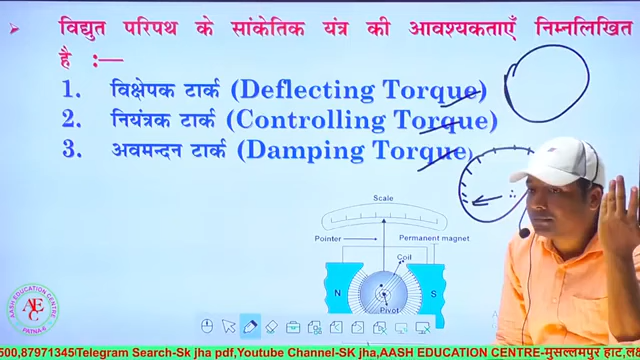 विद्युत परिपथ के सांकेतिक यंत्र की आवश्यकताएँ निम्नलिखित
है :—
1. विक्षेपक टार्क (Deflecting Torque)
2. नियंत्रक टार्क (Controlling Torque)
3. अवमन्दन टार्क (Damping Torque)
Scale
Pointer
Permanent magnet
Coil
N
S
Pivot
AASH EDUCATION CENTRE
AEC
PATNA-6
500,87971345 Telegram Search-Sk jha pdf,Youtube Channel-SK jha,AASH EDUCATION CENTRE-मुसल्लमपुर हाट